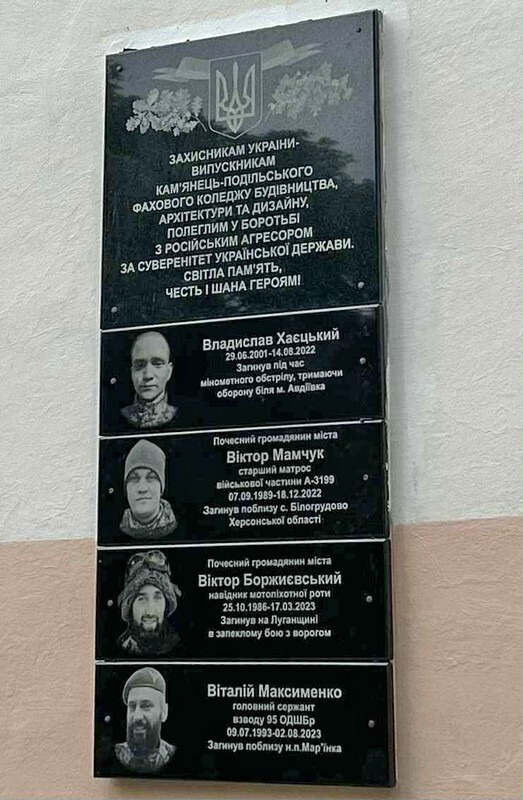 ЗАХИСНИКАМ УКРАЇНИ-
ВИПУСКНИКАМ
КАМ'ЯНЕЦЬ-ПОДІЛЬСЬКОГО
ФАХОВОГО КОЛЕДЖУ БУДІВНИЦТВА,
АРХІТЕКТУРИ ТА ДИЗАЙНУ,
ПОЛЕГЛИМ У БОРОТЬБІ
З РОСІЙСЬКИМ АГРЕСОРОМ
ЗА СУВЕРЕНІТЕТ УКРАЇНСЬКОЇ ДЕРЖАВИ.
СВІТЛА ПАМ'ЯТЬ,
ЧЕСТЬ І ШАНА ГЕРОЯМ!
Владислав Хаєцький
29.06.2001-14.08.2022
Загинув під час
мінометного обстрілу, тримаючи
оборону біля м. Авдіївка
Почесний громадянин міста
Віктор Мамчук
старший матрос
військової частини А-3199
07.09.1989-18.12.2022
Загинув поблизу с. Білогрудово
Херсонської області
Почесний громадянин міста
Віктор Боржиєвський
навідник мотопіхотної роти
25.10.1986-17.03.2023
Загинув на Луганщині
в запеклому бою з ворогом
Віталій Максименко
головний сержант
взводу 95 ОДШБр
09.07.1993-02.08.2023
Загинув поблизу н.п.Мар'їнка